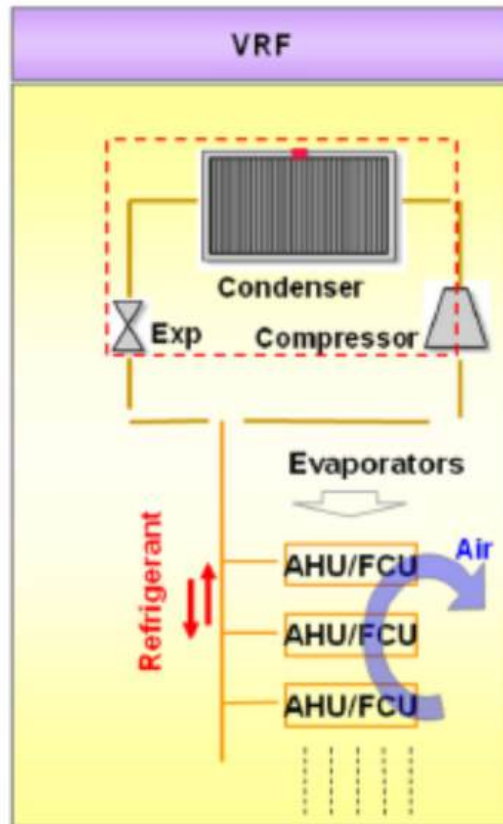 VRF
Condenser
Exp
Compressor
Evaporators
Air
Refrigerant
AHU/FCU
AHU/FCU
AHU/FCU